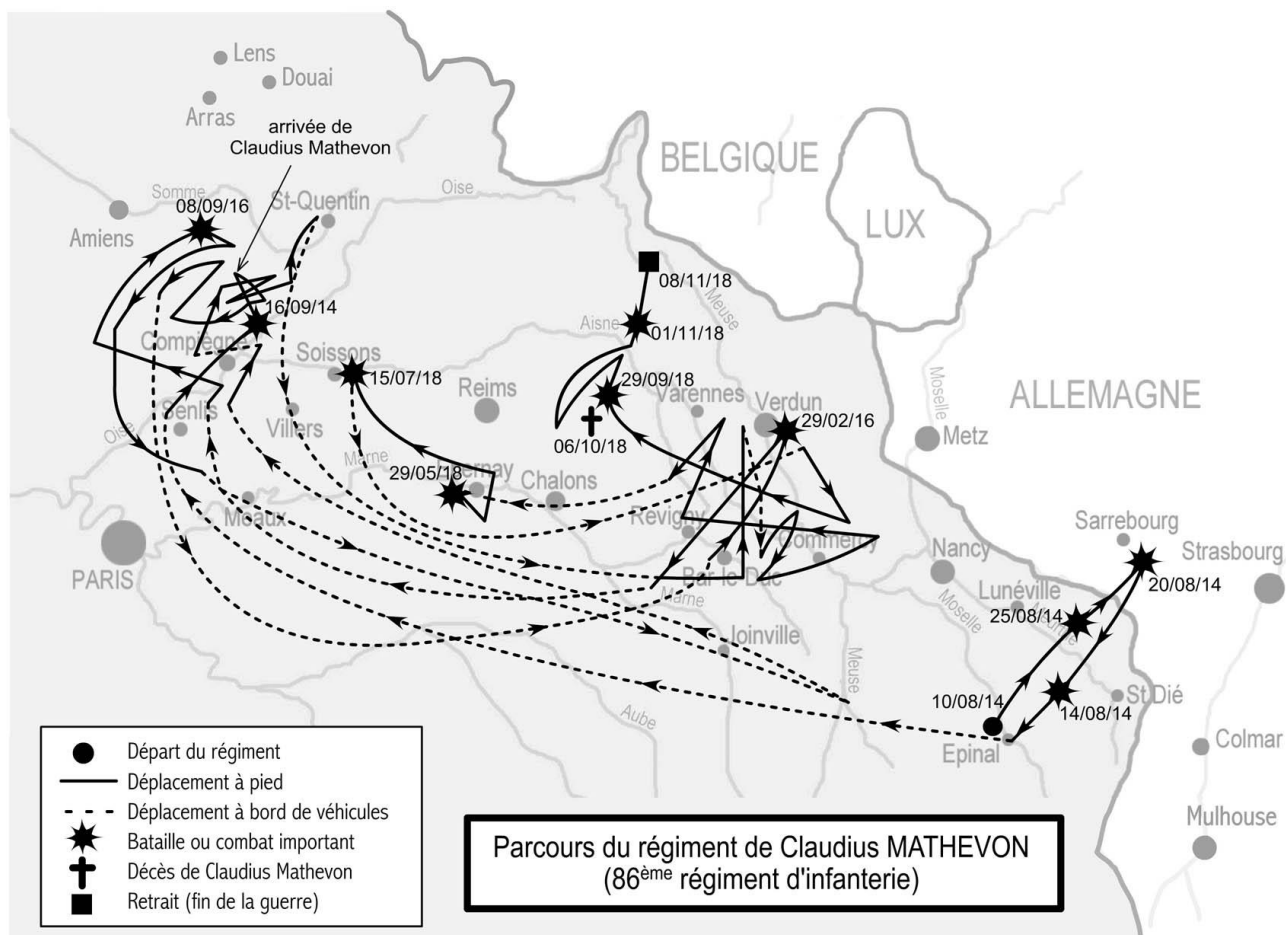 Lens
Douai
Arras
arrivée de
Claudius Mathevon
BELGIQUE
LUX
ALLEMAGNE
Somme
08/09/16
St-Quentin
Oise
Amiens
08/11/18
Meuse
16/09/14
Aisne
01/11/18
Compiègne
Soissons
15/07/18
Reims
29/09/18
Varennes
Verdun
29/02/16
Moselle
Metz
Senlis
Oise
Villers
06/10/18
Marne
29/05/18
Epernay
Chalons
Meaux
Revigny
Commercy
Sarrebourg
Strasbourg
PARIS
Bar le Duc
Nancy
20/08/14
Lunéville
25/08/14
Meurthe
Marne
Moselle
Joinville
Meuse
St Dié
10/08/14
14/08/14
Aube
Epinal
Colmar
Mulhouse
Départ du régiment
Déplacement à pied
Déplacement à bord de véhicules
Bataille ou combat important
Décès de Claudius Mathevon
Retrait (fin de la guerre)
Parcours du régiment de Claudius MATHEVON
(86ème régiment d'infanterie)